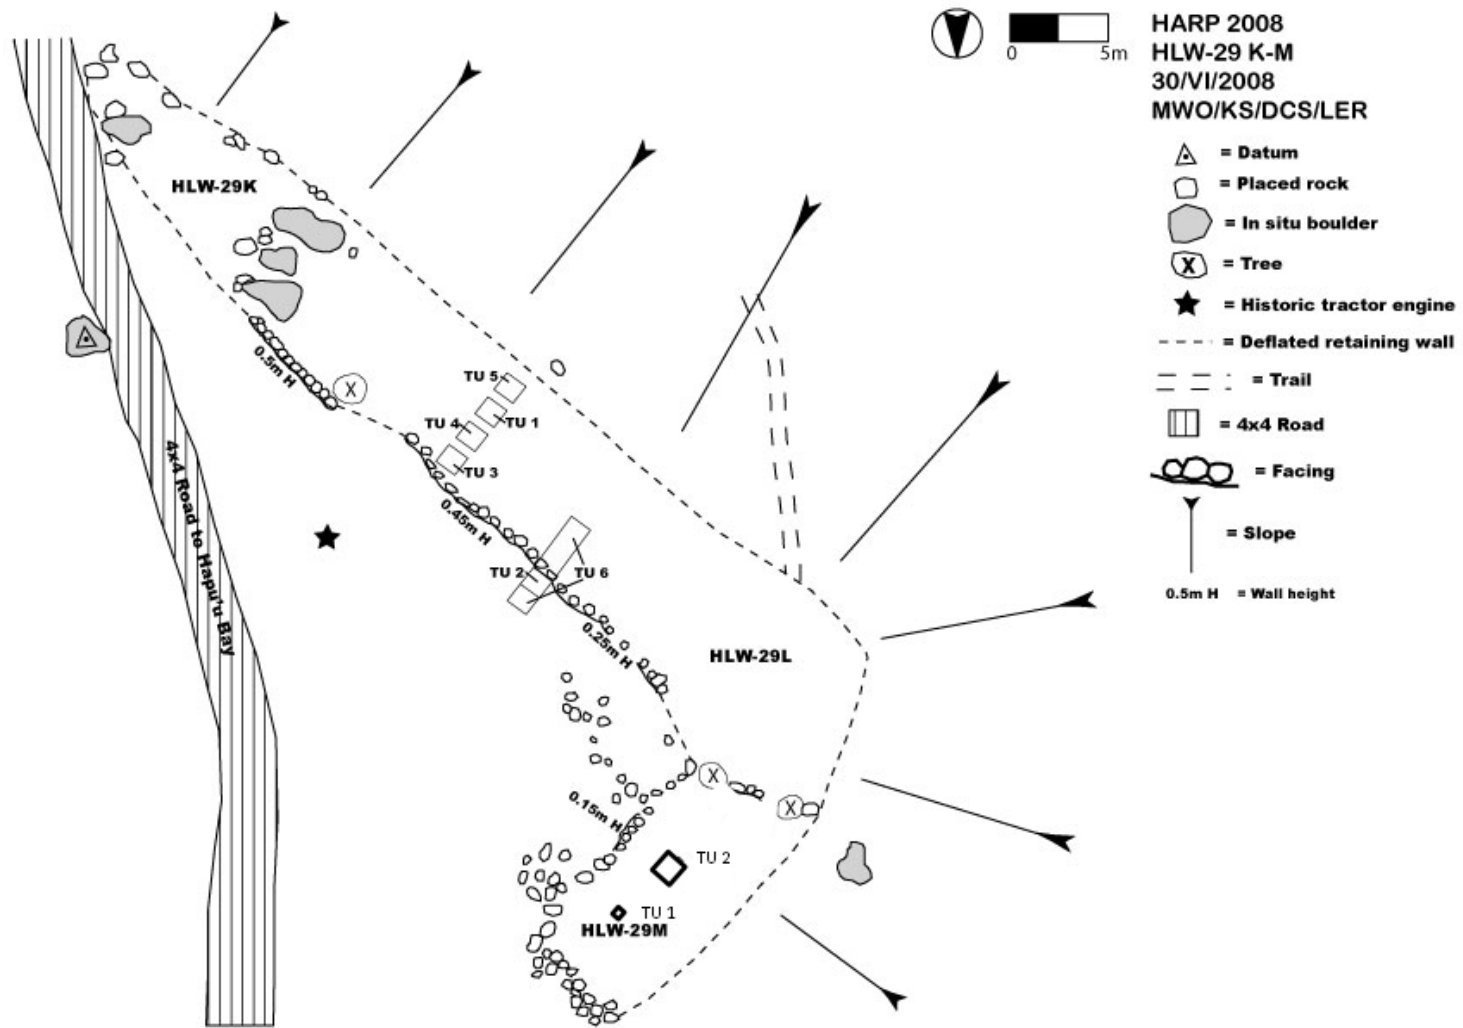 HARP 2008
HLW-29 K-M
30/VI/2008
MWO/KS/DCS/LER
0 5m
= Datum
= Placed rock
= In situ boulder
X = Tree
= Historic tractor engine
= Deflated retaining wall
= Trail
= 4x4 Road
= Facing
= Slope
0.5m H = Wall height
HLW-29K
0.5m H
X
TU 5
TU 4
TU 1
TU 3
0.45m H
4x4 Road to Hapu'u Bay
TU 2
TU 6
0.25m H
HLW-29L
X
X
0.15m H
TU 2
TU 1
HLW-29M